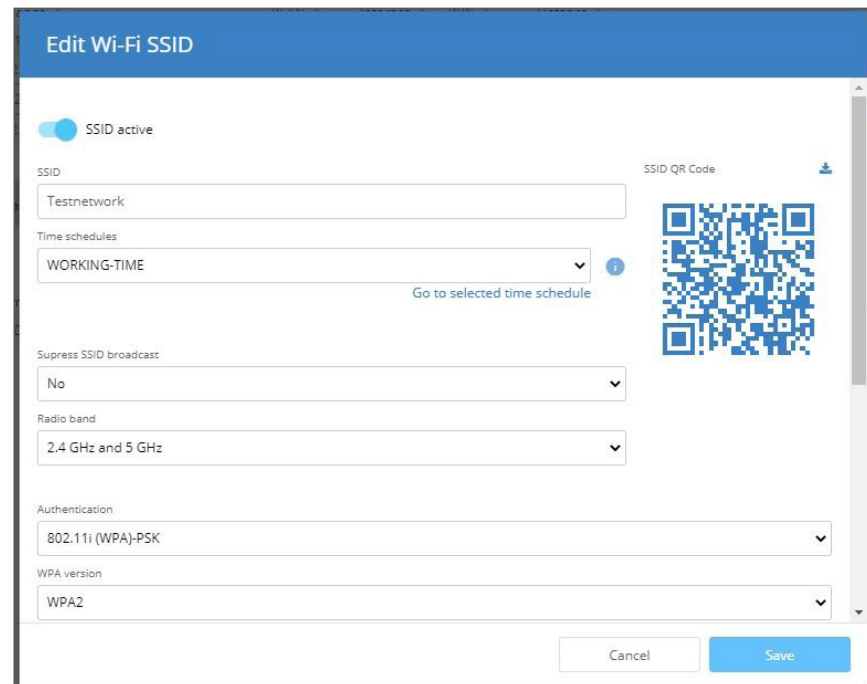 Edit Wi-Fi SSID
SSID active
SSID
SSID QR Code
Testnetwork
Time schedules
WORKING-TIME
Go to selected time schedule
Supress SSID broadcast
No
Radio band
2.4 GHz and 5 GHz
Authentication
802.11i (WPA)-PSK
WPA version
WPA2
Cancel
Save